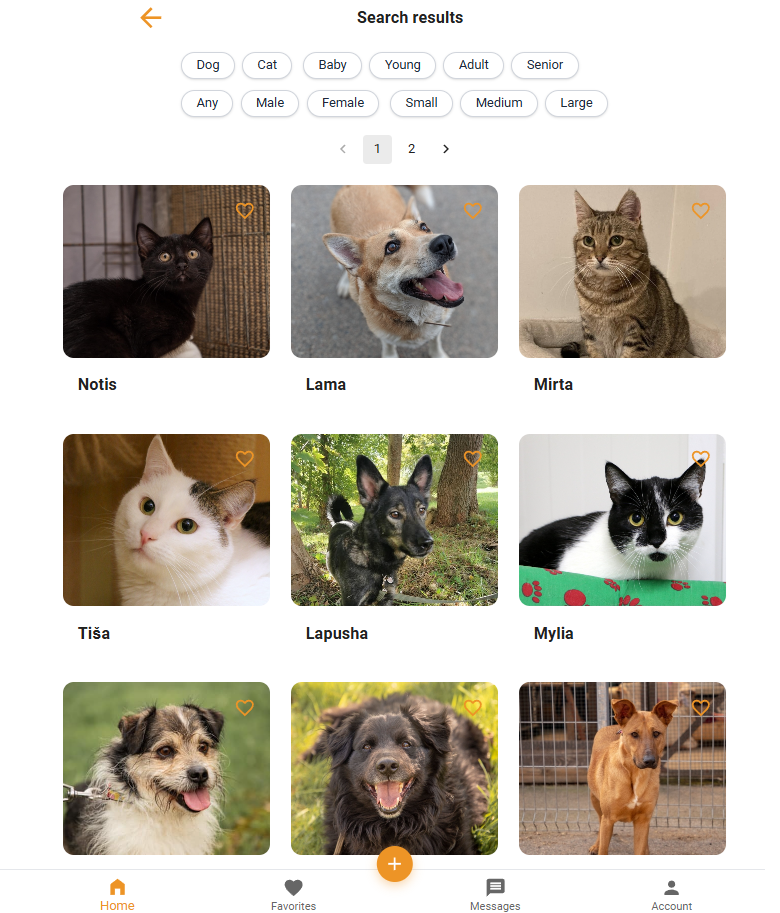 Search results
Dog Cat Baby Young Adult Senior
Any Male Female Small Medium Large
1 2
Notis Lama Mirta
Tiša Lapusha Mylia
Home Favorites Messages Account